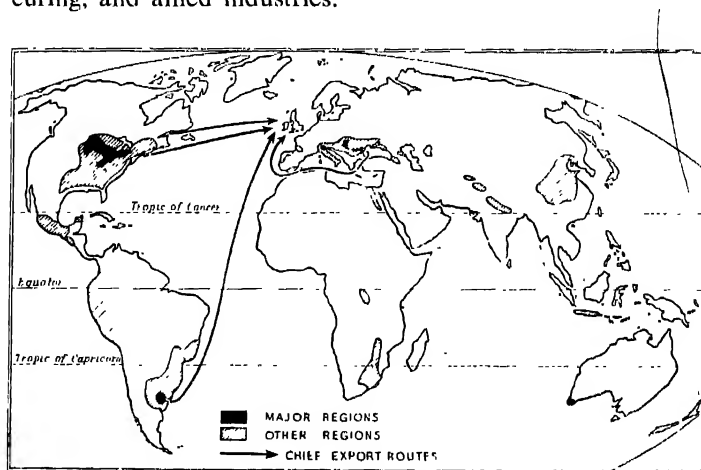 curing, and allied industries.
Tropic of Cancer
Equator
Tropic of Capricorn
MAJOR REGIONS
OTHER REGIONS
CHIEF EXPORT ROUTES